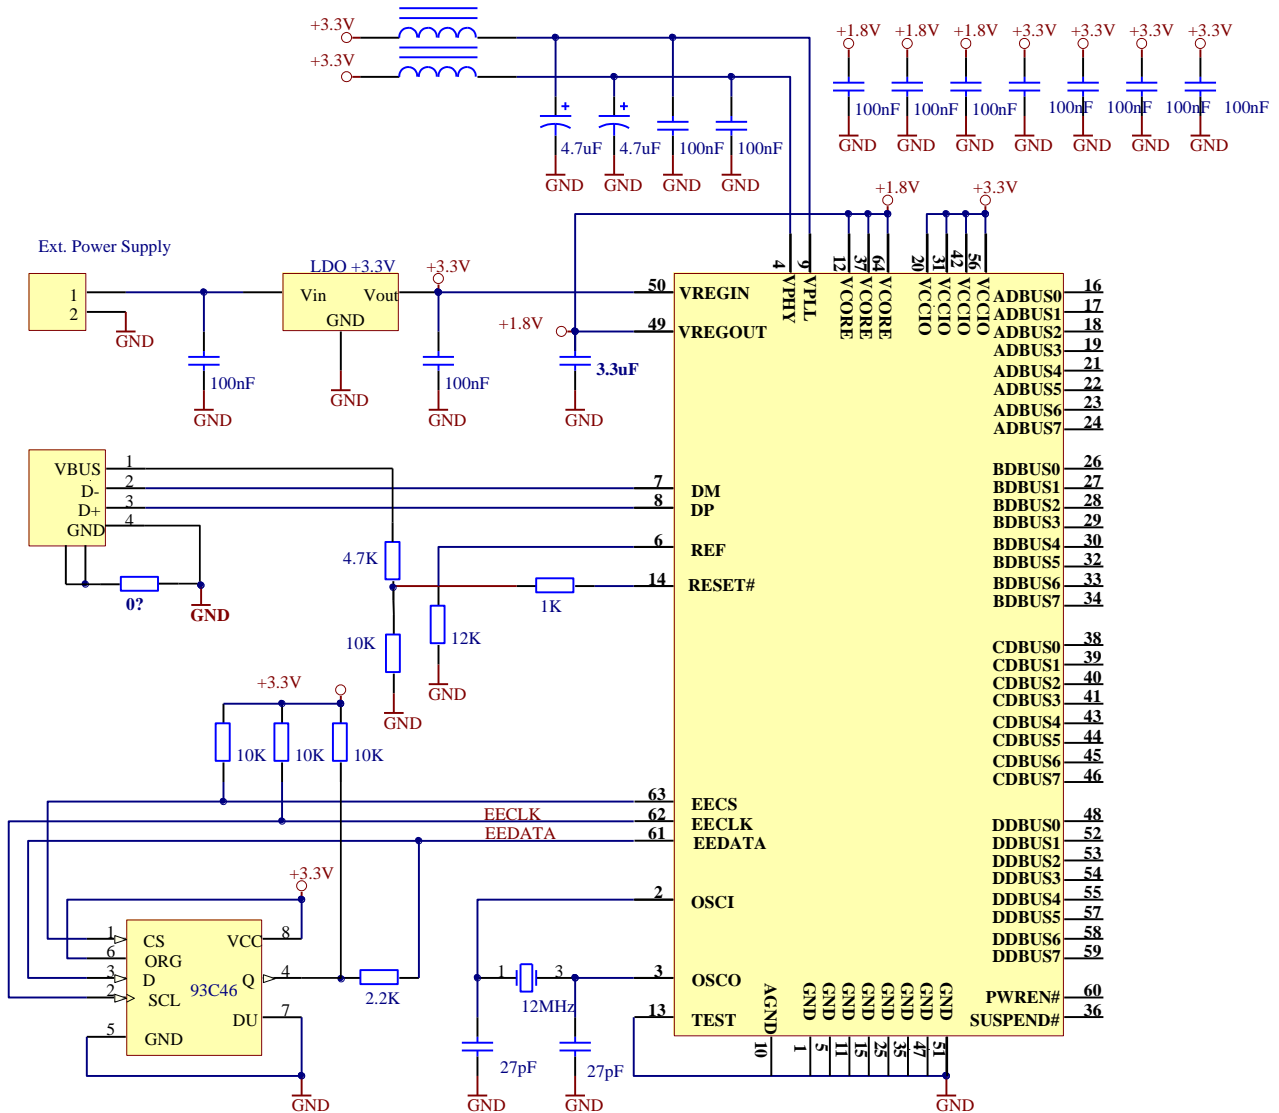 +3.3V
+3.3V
+1.8V +1.8V +1.8V +3.3V +3.3V +3.3V +3.3V
100nF 100nF 100nF 100nF 100nF 100nF 100nF
GND GND GND GND GND GND GND
+ +
4.7uF 4.7uF 100nF 100nF
GND GND GND GND
+1.8V +3.3V
Ext. Power Supply
1
2
GND
100nF
GND
LDO +3.3V
Vin Vout
GND
GND
+3.3V
100nF
GND
+1.8V
3.3uF
GND
50 VREGIN
49 VREGOUT
4 VPHY
9 VPLL
12 VCORE
37 VCORE
64 VCORE
20 VCCIO
31 VCCIO
42 VCCIO
56 VCCIO
ADBUS0 16
ADBUS1 17
ADBUS2 18
ADBUS3 19
ADBUS4 21
ADBUS5 22
ADBUS6 23
ADBUS7 24
BDBUS0 26
BDBUS1 27
BDBUS2 28
BDBUS3 29
BDBUS4 30
BDBUS5 32
BDBUS6 33
BDBUS7 34
CDBUS0 38
CDBUS1 39
CDBUS2 40
CDBUS3 41
CDBUS4 43
CDBUS5 44
CDBUS6 45
CDBUS7 46
DDBUS0 48
DDBUS1 52
DDBUS2 53
DDBUS3 54
DDBUS4 55
DDBUS5 57
DDBUS6 58
DDBUS7 59
PWREN# 60
SUSPEND# 36
VBUS 1
D- 2
D+ 3
GND 4
0?
GND
7 DM
8 DP
6 REF
14 RESET#
4.7K
1K
10K
12K
GND
GND
+3.3V
10K 10K 10K
63 EECS
EECLK 62 EECLK
EEDATA 61 EEDATA
2 OSCI
3 OSCO
13 TEST
+3.3V
1 CS
6 ORG
3 D
2 SCL
5 GND
93C46
VCC 8
Q 4
DU 7
2.2K
GND
1 3
12MHz
27pF 27pF
GND GND
AGND 10
GND 1
GND 5
GND 11
GND 15
GND 25
GND 35
GND 47
GND 51
GND